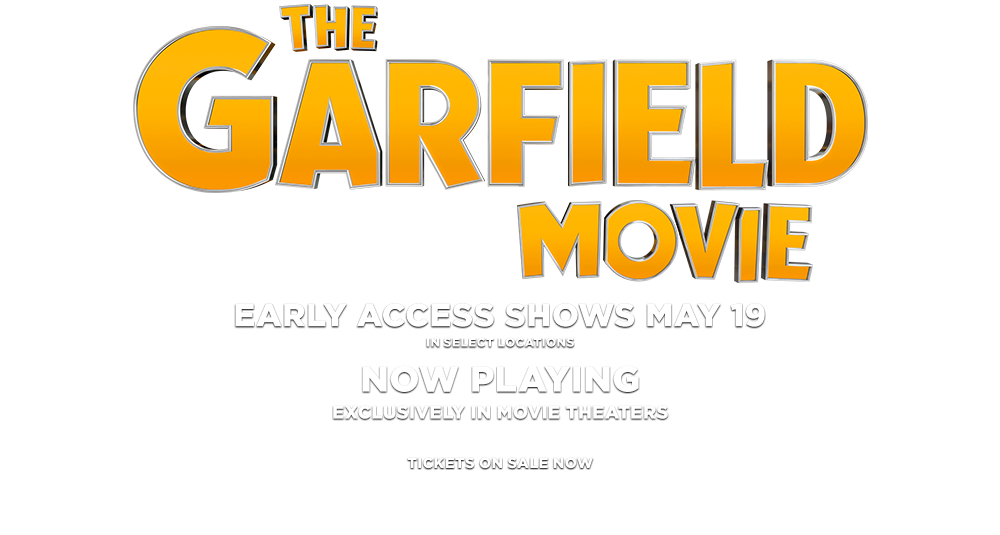 THE
GARFIELD
MOVIE
EARLY ACCESS SHOWS MAY 19
IN SELECT LOCATIONS
NOW PLAYING
EXCLUSIVELY IN MOVIE THEATERS
TICKETS ON SALE NOW